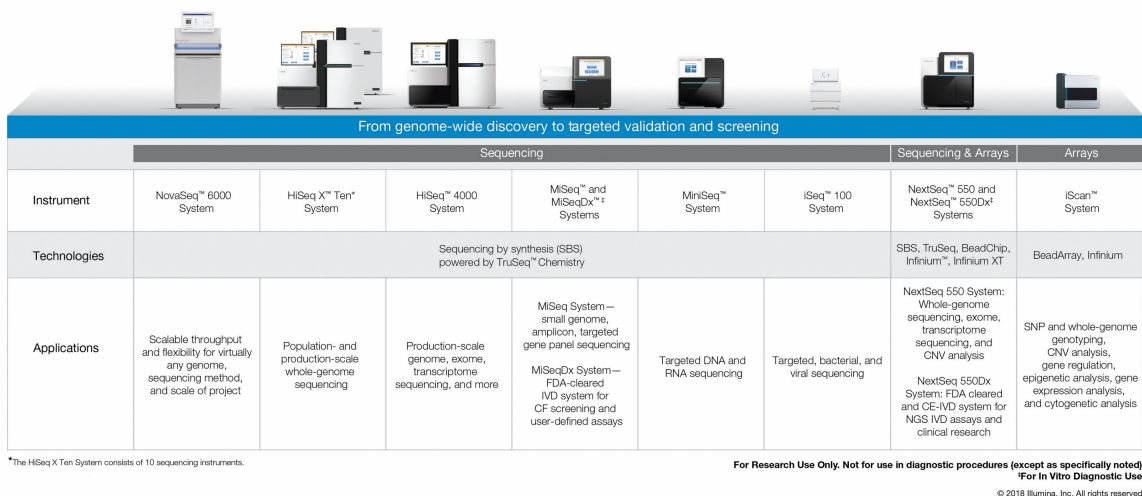 From genome-wide discovery to targeted validation and screening
Sequencing
Sequencing & Arrays
Arrays
Instrument
NovaSeq™ 6000
System
HiSeq X™ Ten*
System
HiSeq™ 4000
System
MiSeq™ and
MiSeqDx™ ‡
Systems
MiniSeq™
System
iSeq™ 100
System
NextSeq™ 550 and
NextSeq™ 550Dx‡
Systems
iScan™
System
Technologies
Sequencing by synthesis (SBS)
powered by TruSeq™ Chemistry
SBS, TruSeq, BeadChip,
Infinium™, Infinium XT
BeadArray, Infinium
Applications
Scalable throughput
and flexibility for virtually
any genome,
sequencing method,
and scale of project
Population- and
production-scale
whole-genome
sequencing
Production-scale
genome, exome,
transcriptome
sequencing, and more
MiSeq System—
small genome,
amplicon, targeted
gene panel sequencing
MiSeqDx System—
FDA-cleared
IVD system for
CF screening and
user-defined assays
Targeted DNA and
RNA sequencing
Targeted, bacterial, and
viral sequencing
NextSeq 550 System:
Whole-genome
sequencing, exome,
transcriptome
sequencing, and
CNV analysis
NextSeq 550Dx
System: FDA cleared
and CE-IVD system for
NGS IVD assays and
clinical research
SNP and whole-genome
genotyping,
CNV analysis,
gene regulation,
epigenetic analysis, gene
expression analysis,
and cytogenetic analysis
*The HiSeq X Ten System consists of 10 sequencing instruments.
For Research Use Only. Not for use in diagnostic procedures (except as specifically noted)
‡For In Vitro Diagnostic Use
© 2018 Illumina, Inc. All rights reserved